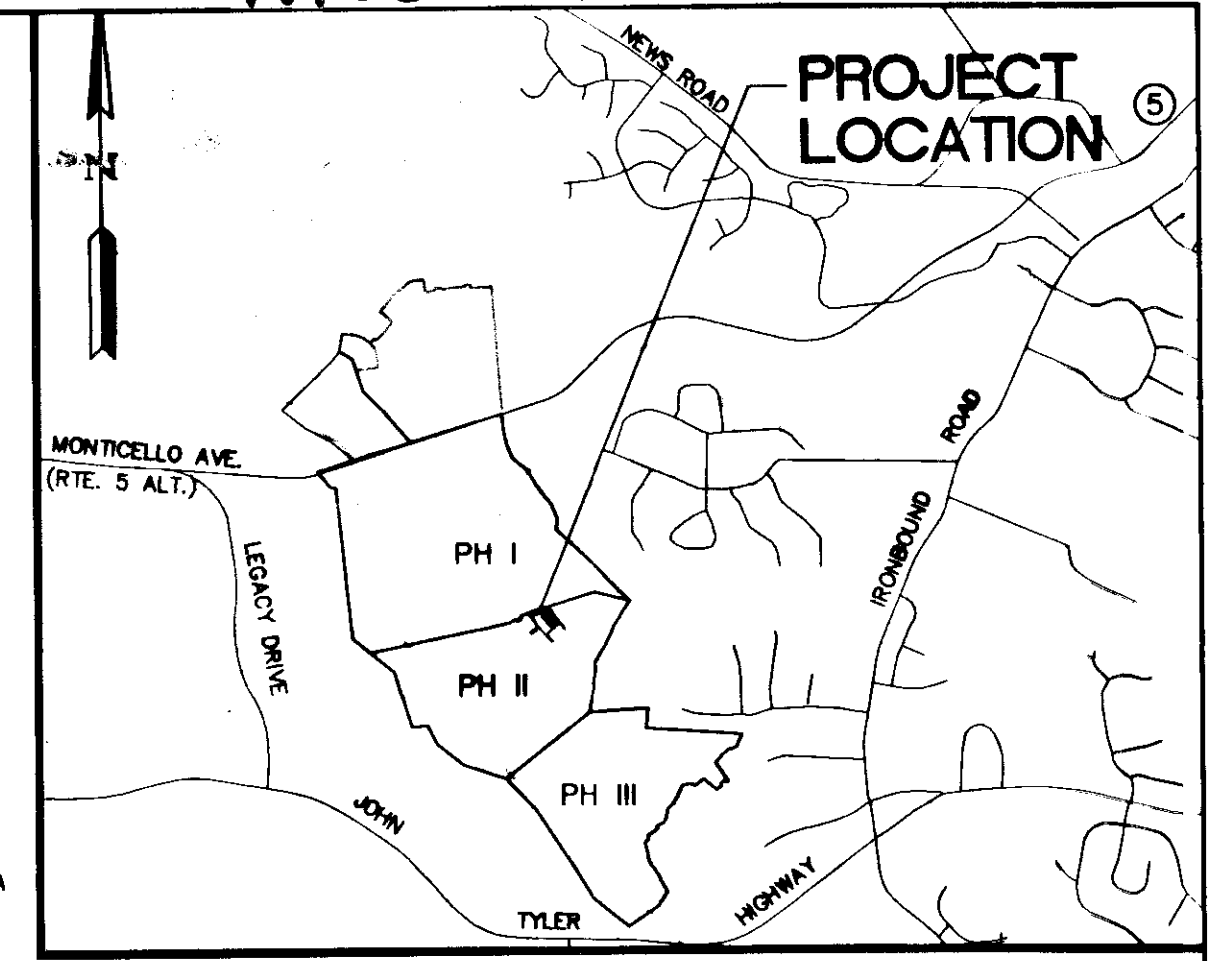 NEWS ROAD
PROJECT
LOCATION
5
N
MONTICELLO AVE.
(RTE. 5 ALT.)
LEGACY DRIVE
PH I
PH II
PH III
IRONBOUND
ROAD
JOHN
TYLER
HIGHWAY